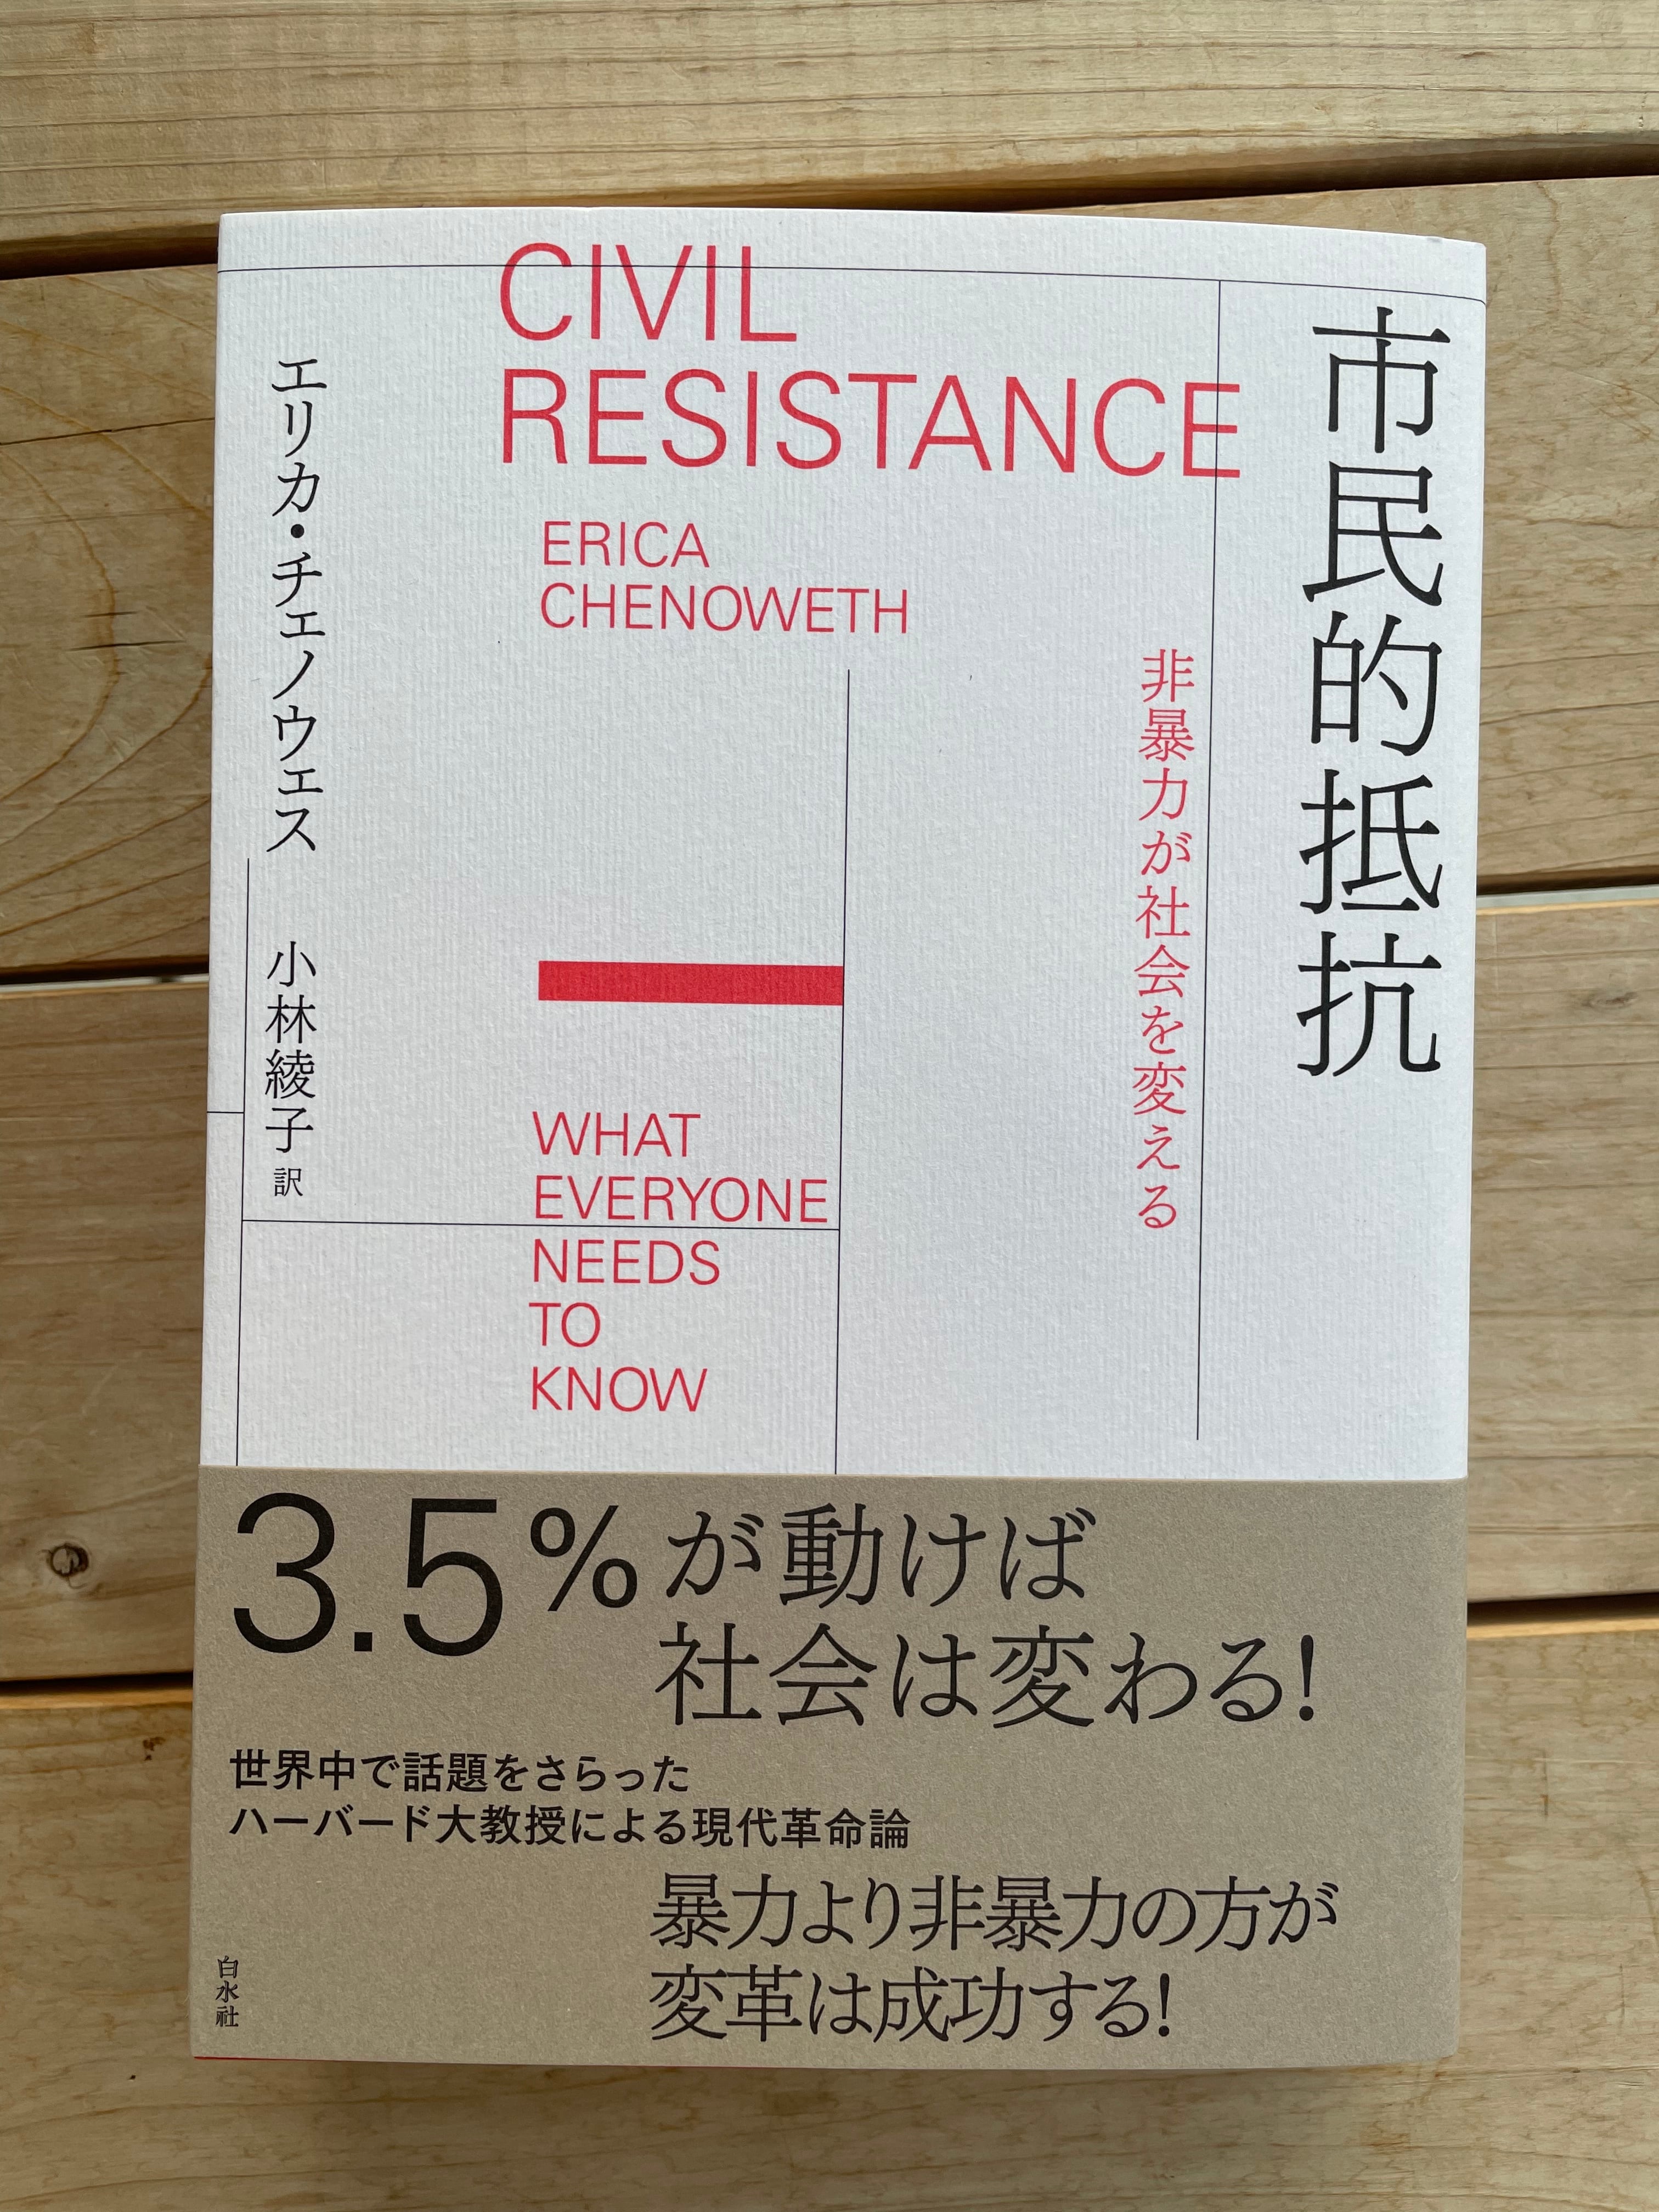 CIVIL
RESISTANCE
ERICA
CHENOWETH
市民的抵抗
非暴力が社会を変える
エリカ・チェノウェス
小林綾子 訳
WHAT
EVERYONE
NEEDS
TO
KNOW
3.5%が動けば
社会は変わる!
世界中で話題をさらった
ハーバード大教授による現代革命論
暴力より非暴力の方が
変革は成功する!
白水社